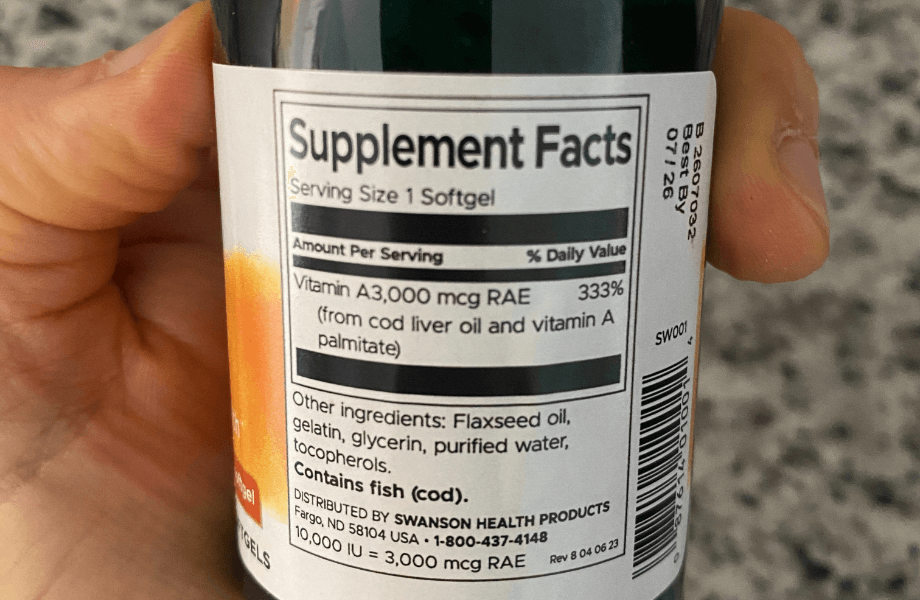 Supplement Facts
Serving Size 1 Softgel
Amount Per Serving % Daily Value
Vitamin A3,000 mcg RAE 333%
(from cod liver oil and vitamin A
palmitate)
Other ingredients: Flaxseed oil,
gelatin, glycerin, purified water,
tocopherols.
Contains fish (cod).
DISTRIBUTED BY SWANSON HEALTH PRODUCTS
Fargo, ND 58104 USA • 1-800-437-4148
10,000 IU = 3,000 mcg RAE Rev 8 04 06 23
B 2607032
Best By
07/26
SW001